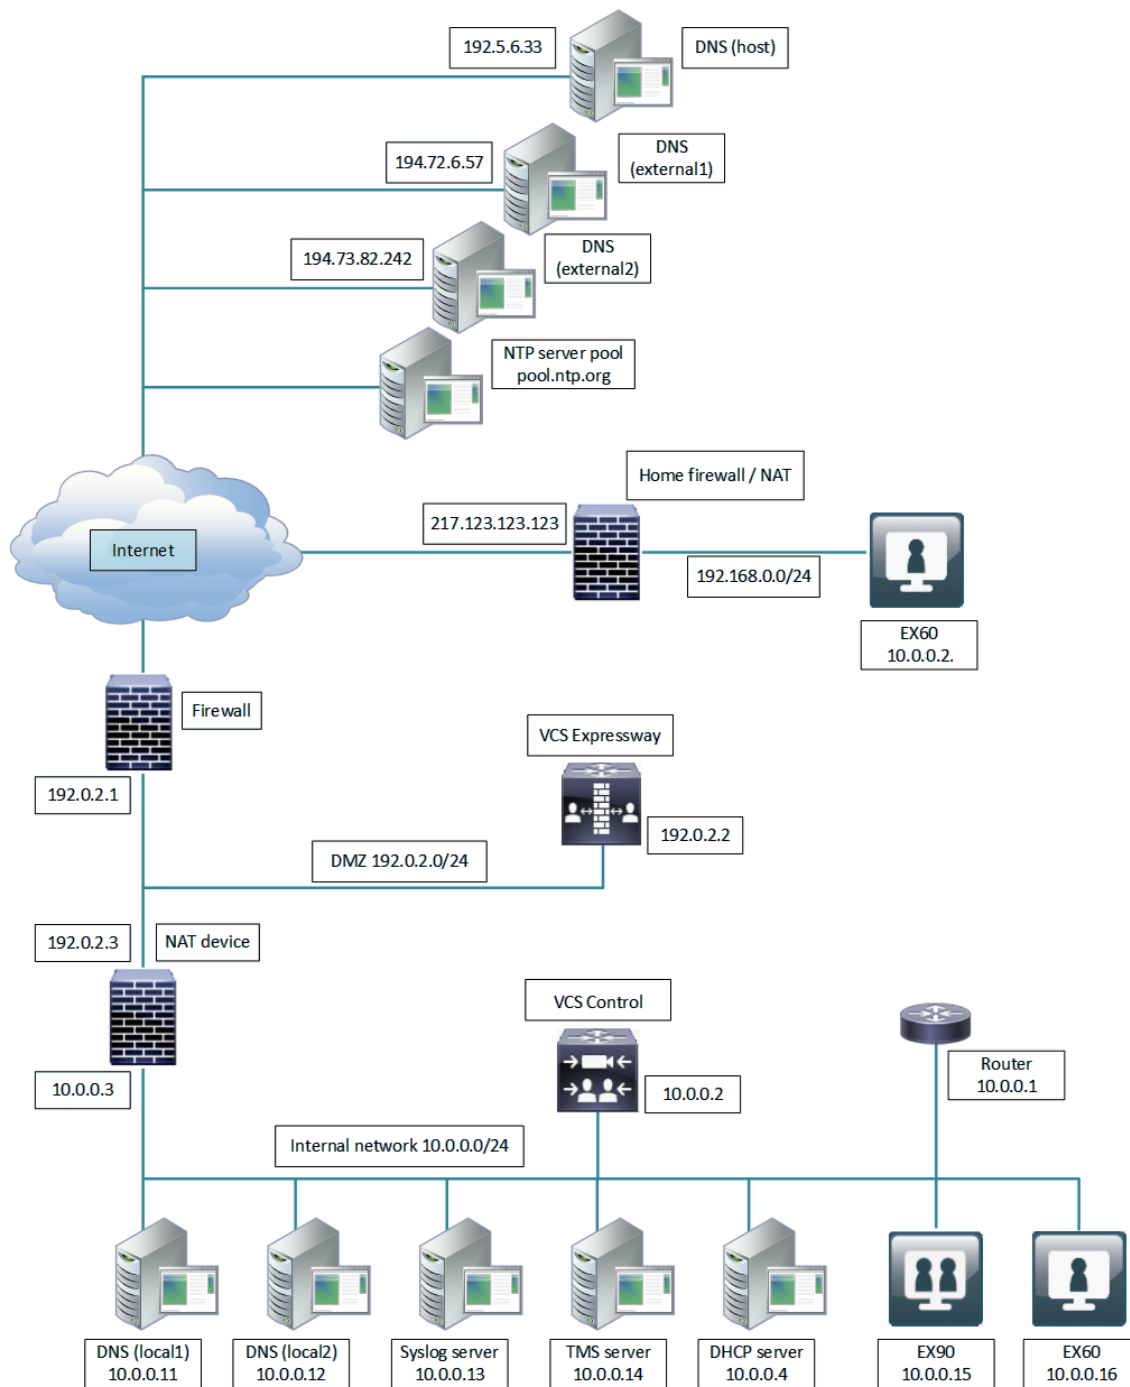 192.5.6.33
DNS (host)
194.72.6.57
DNS
(external1)
194.73.82.242
DNS
(external2)
NTP server pool
pool.ntp.org
Home firewall / NAT
217.123.123.123
Internet
192.168.0.0/24
EX60
10.0.0.2.
Firewall
VCS Expressway
192.0.2.1
192.0.2.2
DMZ 192.0.2.0/24
192.0.2.3
NAT device
VCS Control
Router
10.0.0.1
10.0.0.3
10.0.0.2
Internal network 10.0.0.0/24
DNS (local1)
10.0.0.11
DNS (local2)
10.0.0.12
Syslog server
10.0.0.13
TMS server
10.0.0.14
DHCP server
10.0.0.4
EX90
10.0.0.15
EX60
10.0.0.16